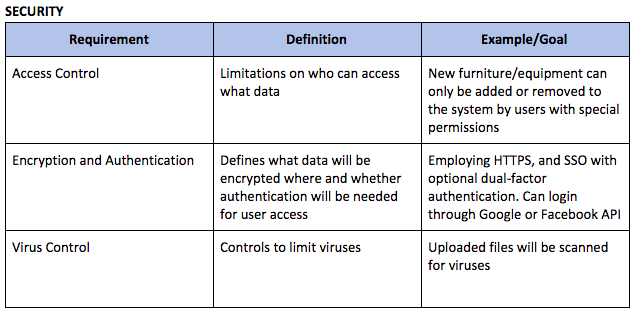 SECURITY
Requirement
Definition
Example/Goal
Access Control
Limitations on who can access
what data
New furniture/equipment can
only be added or removed to
the system by users with special
permissions
Encryption and Authentication
Defines what data will be
encrypted where and whether
authentication will be needed
for user access
Employing HTTPS, and SSO with
optional dual-factor
authentication. Can login
through Google or Facebook API
Virus Control
Controls to limit viruses
Uploaded files will be scanned
for viruses